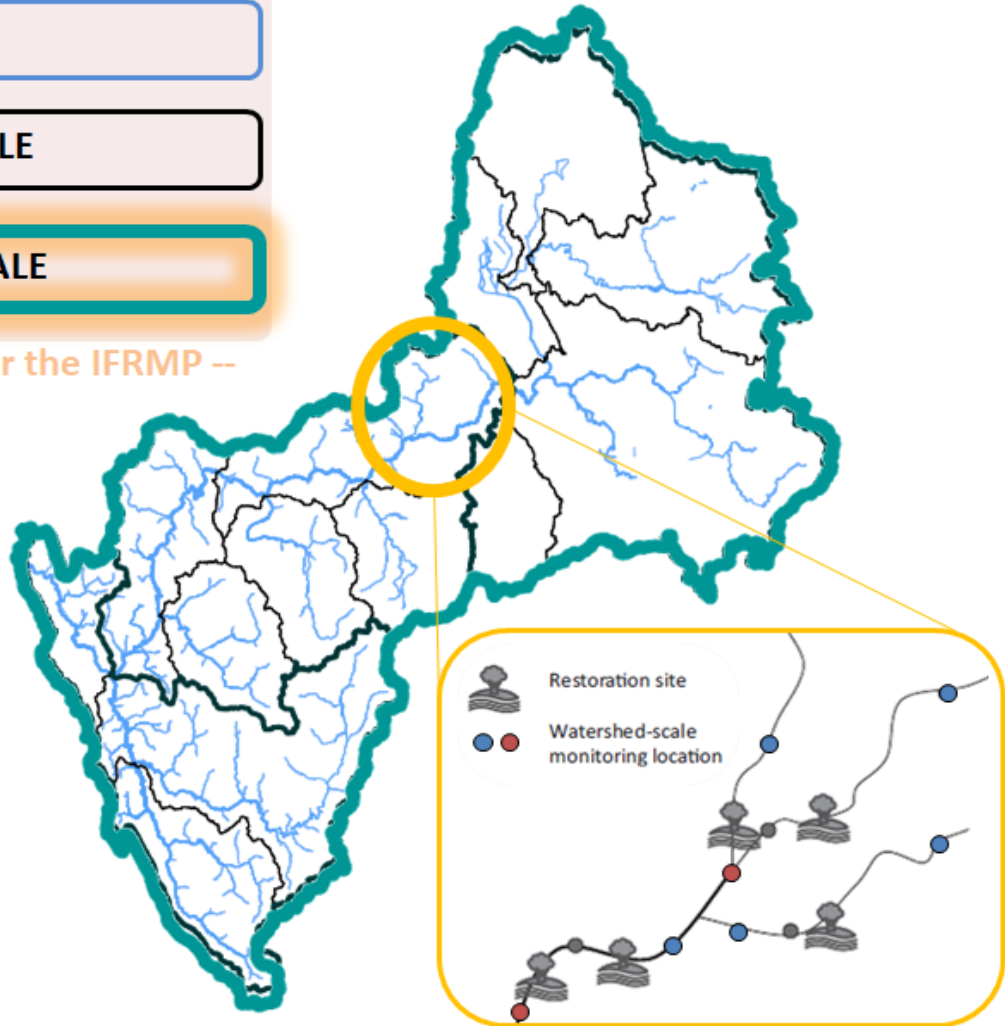 LE
ALE
r the IFRMP --
Restoration site
Watershed-scale
monitoring location